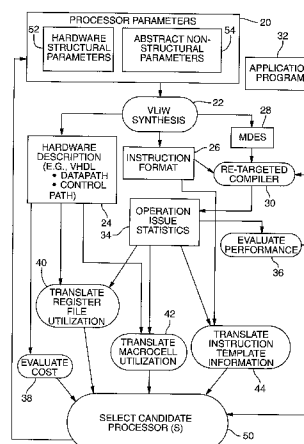 PROCESSOR PARAMETERS
20
52
HARDWARE
STRUCTURAL
PARAMETERS
ABSTRACT NON-
STRUCTURAL
PARAMETERS
54
32
APPLICATION
PROGRAM
VLIW
SYNTHESIS
22
28
MDES
HARDWARE
DESCRIPTION
(E.G., VHDL
• DATAPATH
• CONTROL
PATH)
24
INSTRUCTION
FORMAT
26
RE-TARGETED
COMPILER
30
OPERATION
ISSUE
STATISTICS
34
EVALUATE
PERFORMANCE
36
40
TRANSLATE
REGISTER
FILE
UTILIZATION
42
TRANSLATE
MACROCELL
UTILIZATION
TRANSLATE
INSTRUCTION
TEMPLATE
INFORMATION
44
EVALUATE
COST
38
SELECT CANDIDATE
PROCESSOR (S)
50